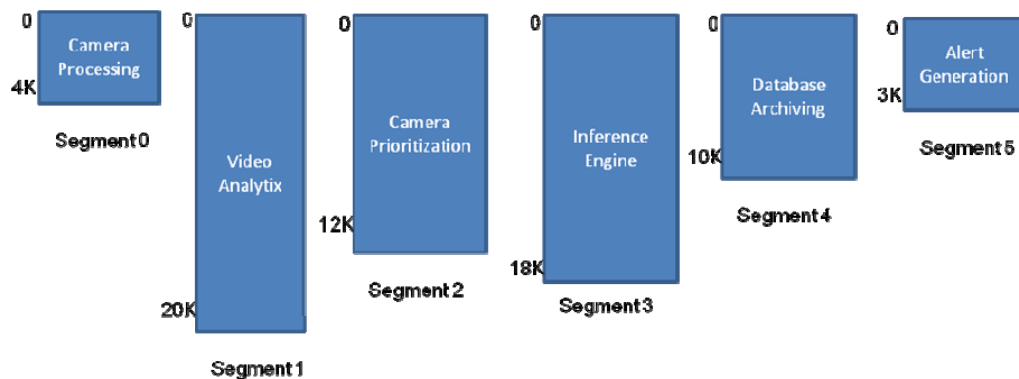 0
Camera
Processing
4K
Segment 0
0
Video
Analytix
20K
Segment 1
0
Camera
Prioritization
12K
Segment 2
0
Inference
Engine
18K
Segment 3
0
Database
Archiving
10K
Segment 4
0
Alert
Generation
3K
Segment 5